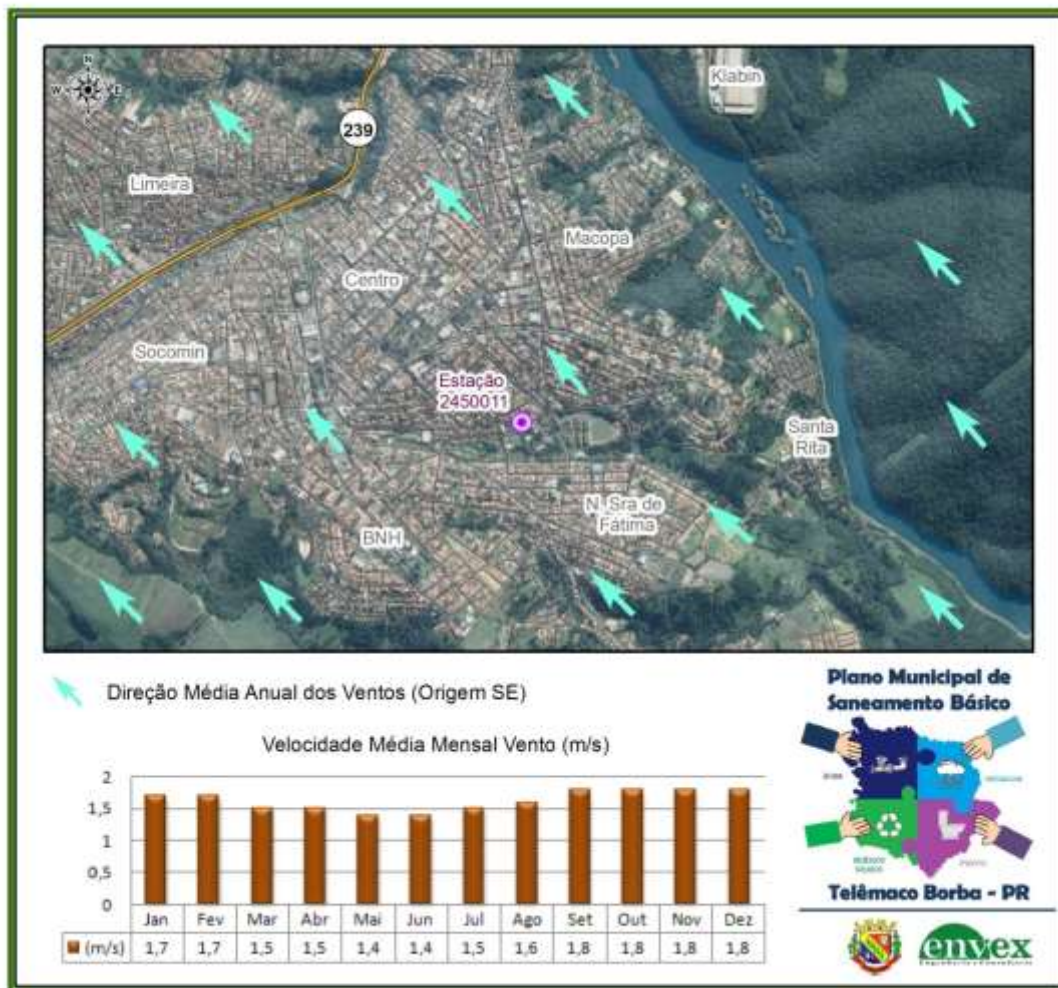 N
W E
Klabin
239
Limeira
Macopa
Centro
Socomin
Estação
2450011
Santa
Rita
N. Sra de
Fátima
BNH
Direção Média Anual dos Ventos (Origem SE)
Velocidade Média Mensal Vento (m/s)
2
1,5
1
0,5
0
Jan Fev Mar Abr Mai Jun Jul Ago Set Out Nov Dez
(m/s) 1,7 1,7 1,5 1,5 1,4 1,4 1,5 1,6 1,8 1,8 1,8 1,8
Plano Municipal de
Saneamento Básico
Telêmaco Borba - PR
envex